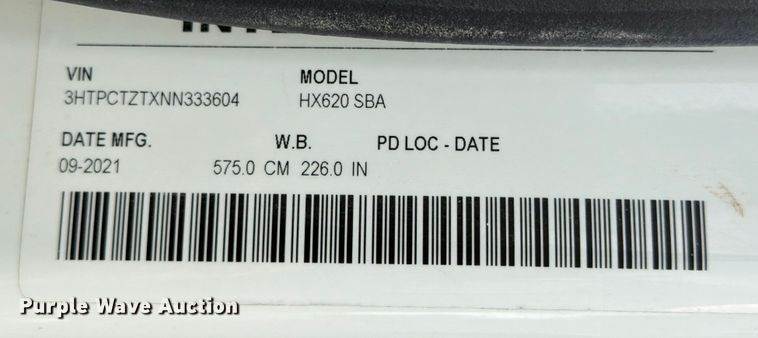 VIN MODEL
3HTPCTZTXNN333604 HX620 SBA
DATE MFG. W.B. PD LOC - DATE
09-2021 575.0 CM 226.0 IN
Purple Wave Auction